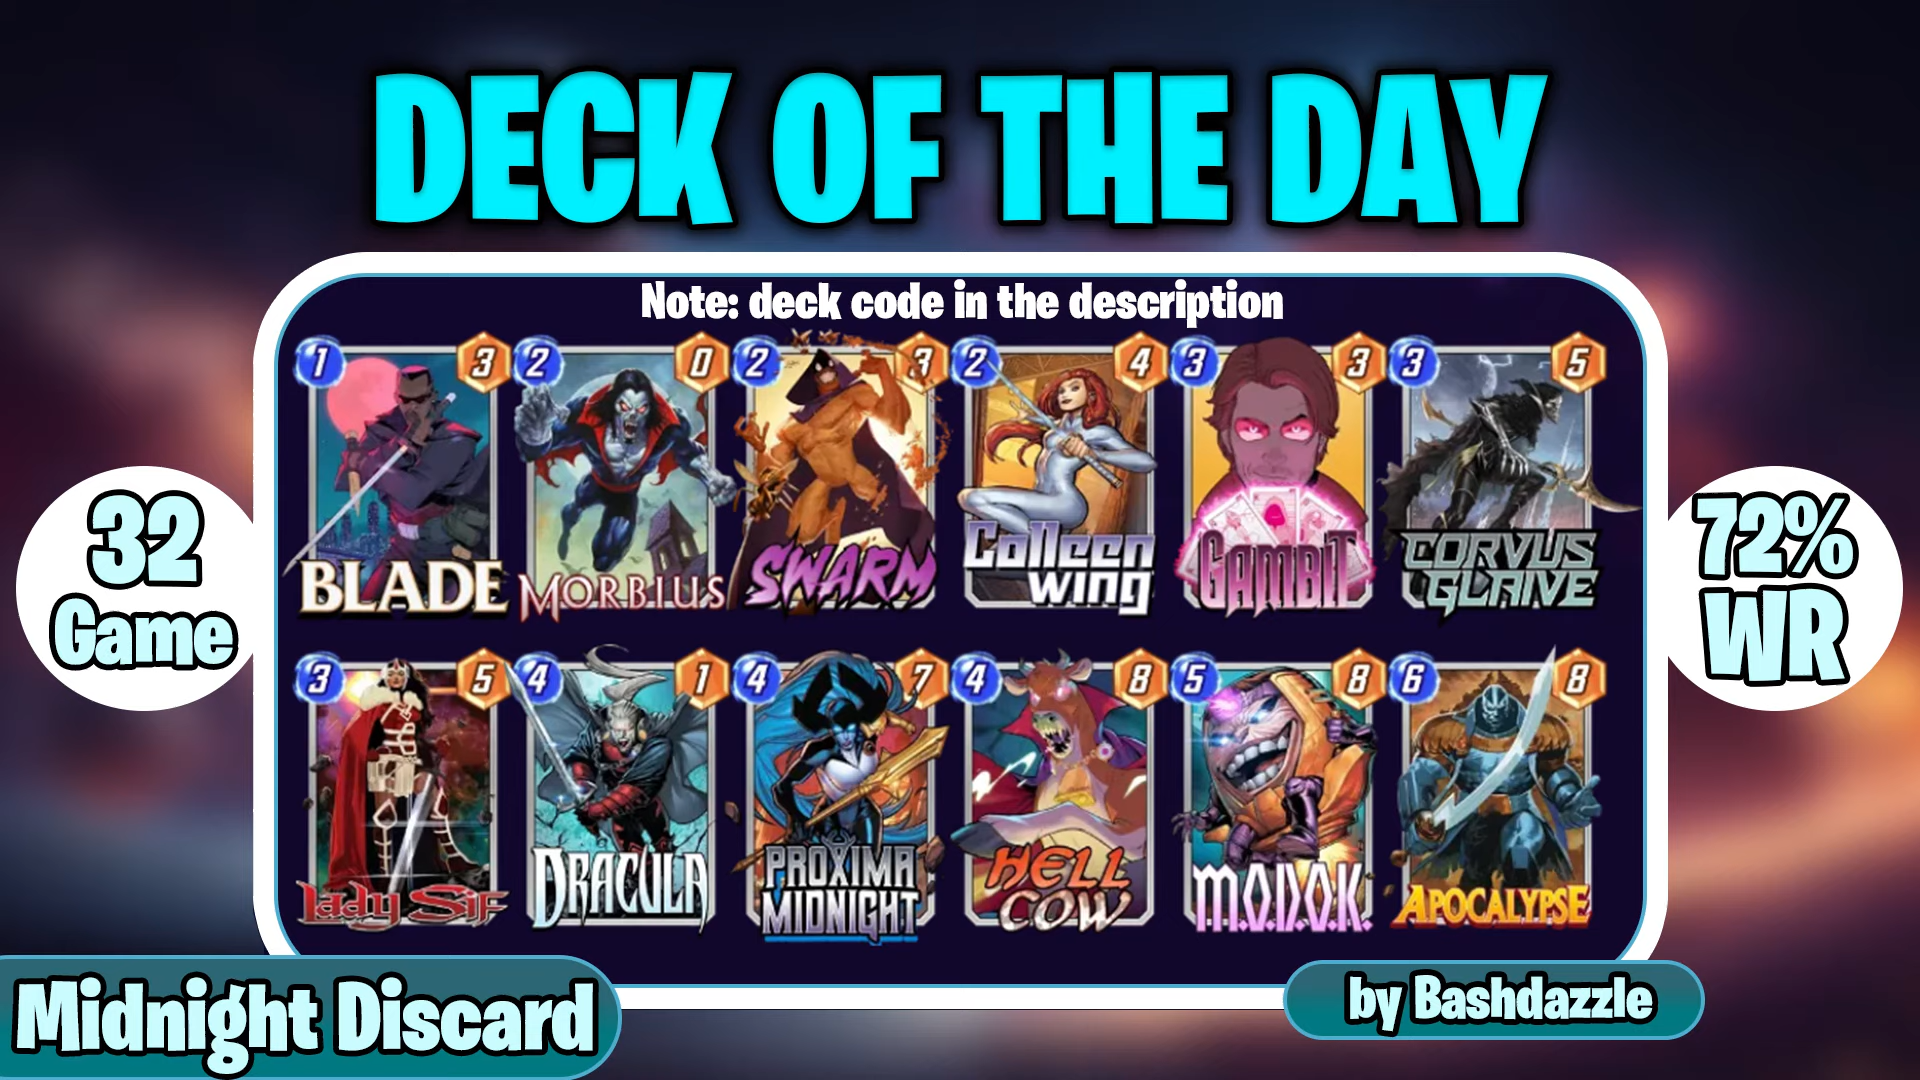 DECK OF THE DAY
Note: deck code in the description
1 3 2 0 2 3 2 4 3 3 3 5
BLADE MORBIUS SWARM Colleen wing GAMBIT CORVUS GLAIVE
32 Game
72% WR
3 5 4 1 4 7 4 8 5 8 6 8
Lady Sif DRACULA PROXIMA MIDNIGHT HELL COW M.O.D.O.K. APOCALYPSE
Midnight Discard
by Bashdazzle